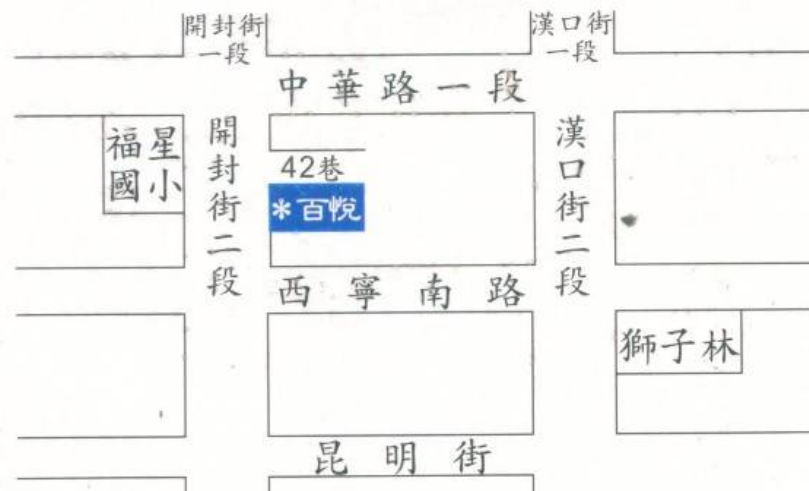 開封街
一段
漢口街
一段
中華路一段
福星
國小
開封街二段
42巷
*百悅
漢口街二段
西寧南路
獅子林
昆明街